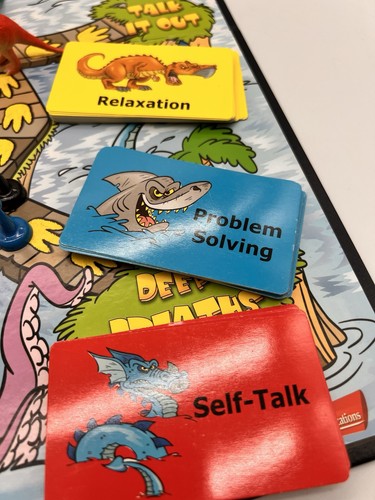 TALK
IT OUT
Relaxation
Problem
Solving
DEEP
BREATHS
Self-Talk